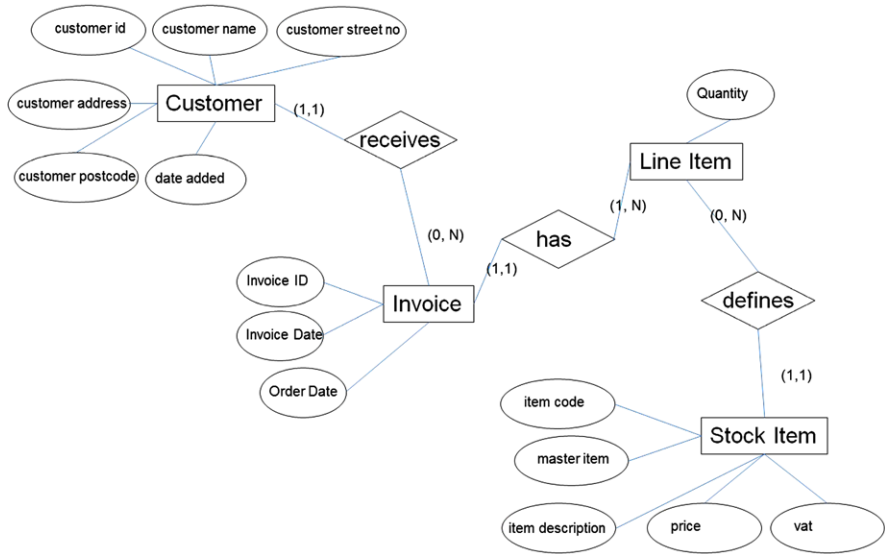 customer id
customer name
customer street no
customer address
Customer
(1,1)
receives
customer postcode
date added
Quantity
Line Item
(1, N)
(0, N)
(0, N)
has
(1,1)
Invoice ID
Invoice
Invoice Date
Order Date
defines
(1,1)
item code
Stock Item
master item
item description
price
vat